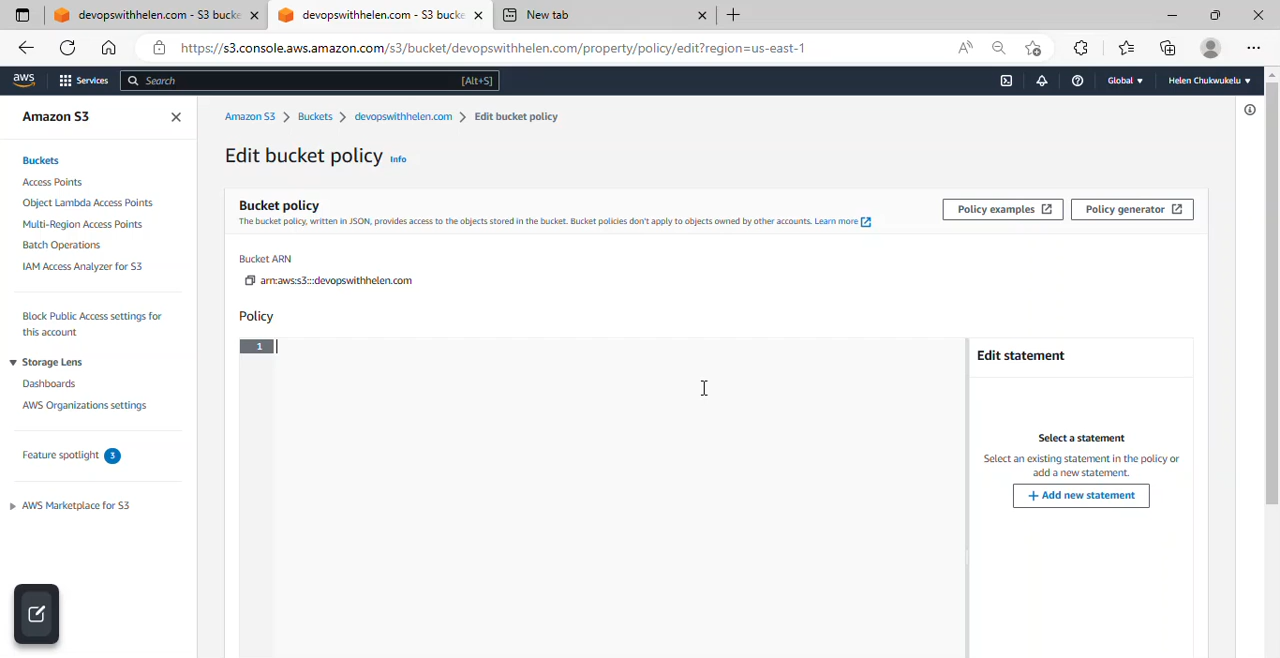 devopswithhelen.com - S3 bucke
devopswithhelen.com - S3 bucke
New tab
https://s3.console.aws.amazon.com/s3/bucket/devopswithhelen.com/property/policy/edit?region=us-east-1
aws
Services
Search
[Alt+S]
Global
Helen Chukwukelu
Amazon S3
Buckets
Access Points
Object Lambda Access Points
Multi-Region Access Points
Batch Operations
IAM Access Analyzer for S3
Block Public Access settings for
this account
Storage Lens
Dashboards
AWS Organizations settings
Feature spotlight 3
AWS Marketplace for S3
Amazon S3 > Buckets > devopswithhelen.com > Edit bucket policy
Edit bucket policy Info
Bucket policy
The bucket policy, written in JSON, provides access to the objects stored in the bucket. Bucket policies don't apply to objects owned by other accounts. Learn more
Policy examples
Policy generator
Bucket ARN
arn:aws:s3:::devopswithhelen.com
Policy
1
Edit statement
Select a statement
Select an existing statement in the policy or
add a new statement.
+ Add new statement